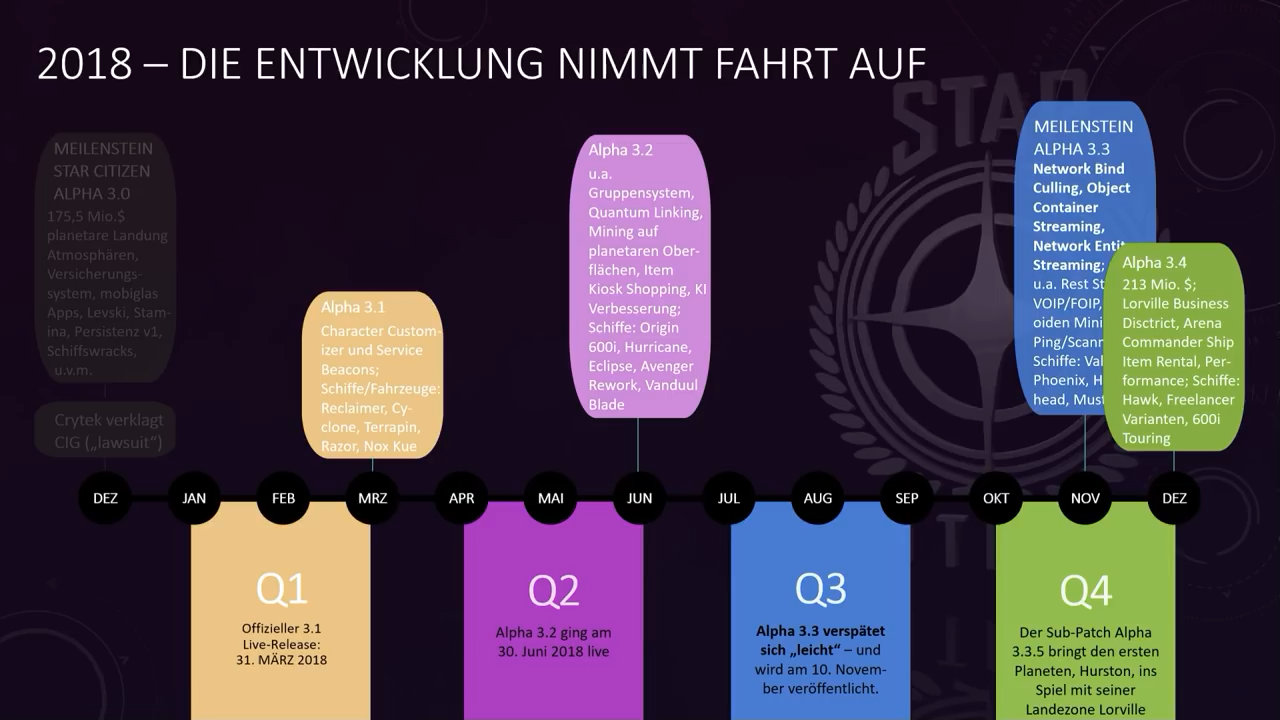 2018 – DIE ENTWICKLUNG NIMMT FAHRT AUF
MEILENSTEIN
STAR CITIZEN
ALPHA 3.0
175,5 Mio.$
planetare Landung
Atmosphären,
Versicherungs-
system, mobiglas
Apps, Levski, Stam-
ina, Persistenz v1,
Schiffswracks,
u.v.m.
Crytek verklagt
CIG („lawsuit“)
Alpha 3.1
Character Custom-
izer und Service
Beacons;
Schiffe/Fahrzeuge:
Reclaimer, Cy-
clone, Terrapin,
Razor, Nox Kue
Alpha 3.2
u.a.
Gruppensystem,
Quantum Linking,
Mining auf
planetaren Ober-
flächen, Item
Kiosk Shopping, KI
Verbesserung;
Schiffe: Origin
600i, Hurricane,
Eclipse, Avenger
Rework, Vanduul
Blade
STAR
MEILENSTEIN
ALPHA 3.3
Network Bind
Culling, Object
Container
Streaming,
Network Entit
Streaming;
u.a. Rest St
VOIP/FOIP,
oiden Mini
Ping/Scann
Schiffe: Val
Phoenix, H
head, Must
Alpha 3.4
213 Mio. $;
Lorville Business
Disctrict, Arena
Commander Ship
Item Rental, Per-
formance; Schiffe:
Hawk, Freelancer
Varianten, 600i
Touring
DEZ JAN FEB MRZ APR MAI JUN JUL AUG SEP OKT NOV DEZ
Q1
Offizieller 3.1
Live-Release:
31. MÄRZ 2018
Q2
Alpha 3.2 ging am
30. Juni 2018 live
Q3
Alpha 3.3 verspätet
sich „leicht“ – und
wird am 10. Novem-
ber veröffentlicht.
Q4
Der Sub-Patch Alpha
3.3.5 bringt den ersten
Planeten, Hurston, ins
Spiel mit seiner
Landezone Lorville